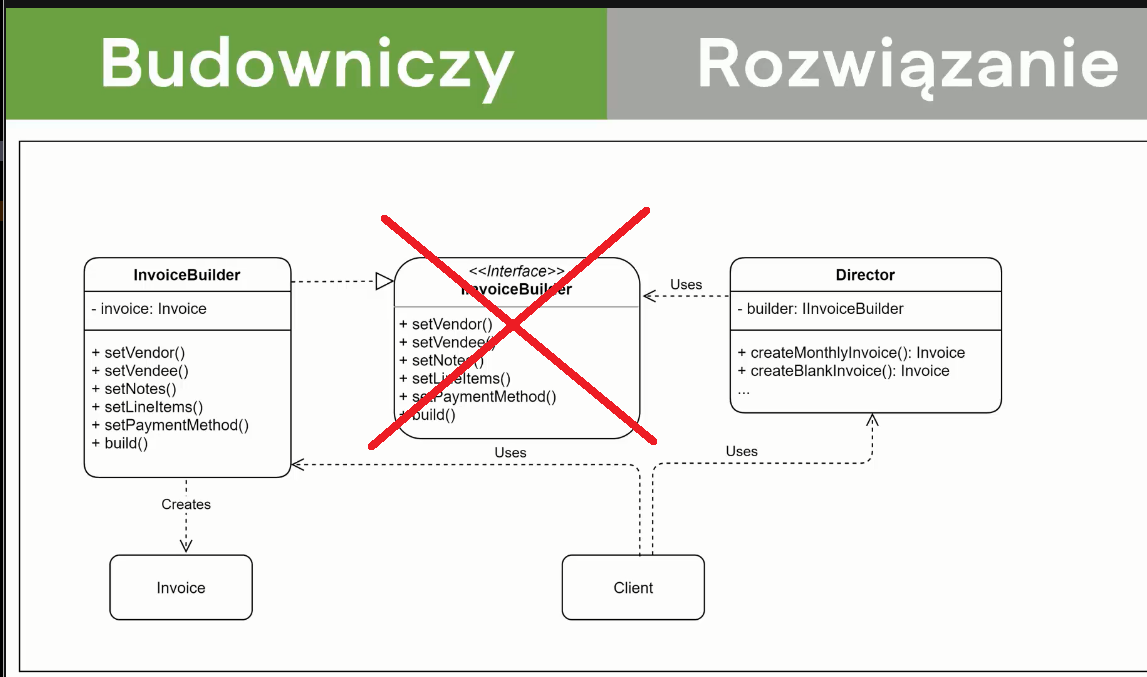 Budowniczy
Rozwiązanie
InvoiceBuilder
- invoice: Invoice
+ setVendor()
+ setVendee()
+ setNotes()
+ setLineItems()
+ setPaymentMethod()
+ build()
<<Interface>>
IInvoiceBuilder
+ setVendor()
+ setVendee()
+ setNotes()
+ setLineItems()
+ setPaymentMethod()
+ build()
Uses
Director
- builder: IInvoiceBuilder
+ createMonthlyInvoice(): Invoice
+ createBlankInvoice(): Invoice
...
Uses
Uses
Creates
Invoice
Client